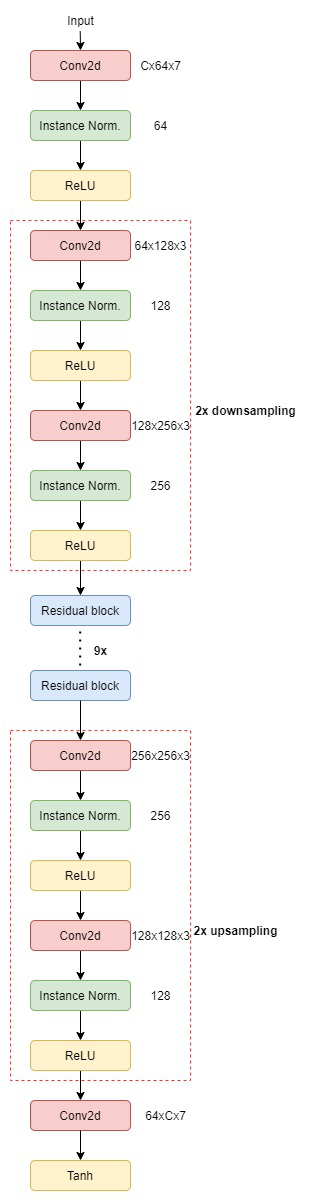 Input
Conv2d Cx64x7
Instance Norm. 64
ReLU
Conv2d 64x128x3
Instance Norm. 128
ReLU
2x downsampling
Conv2d 128x256x3
Instance Norm. 256
ReLU
Residual block
9x
Residual block
Conv2d 256x256x3
Instance Norm. 256
ReLU
Conv2d 128x128x3 2x upsampling
Instance Norm. 128
ReLU
Conv2d 64xCx7
Tanh